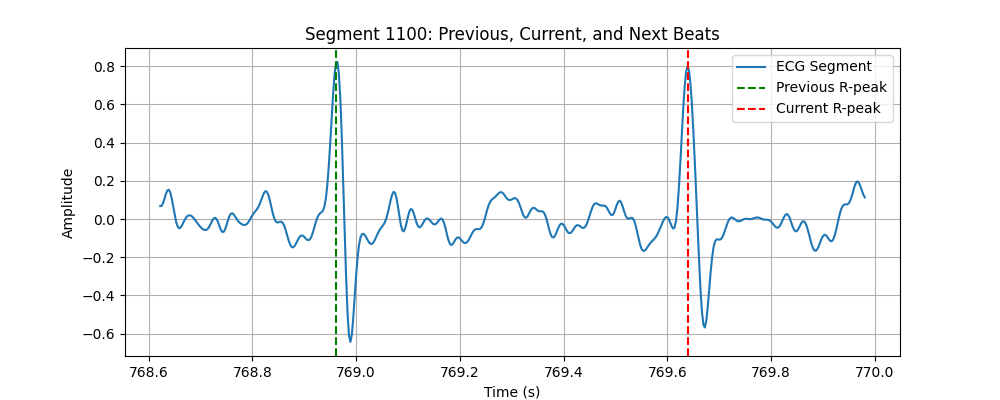 Segment 1100: Previous, Current, and Next Beats
ECG Segment
Previous R-peak
Current R-peak
Amplitude
0.8
0.6
0.4
0.2
0.0
−0.2
−0.4
−0.6
768.6 768.8 769.0 769.2 769.4 769.6 769.8 770.0
Time (s)